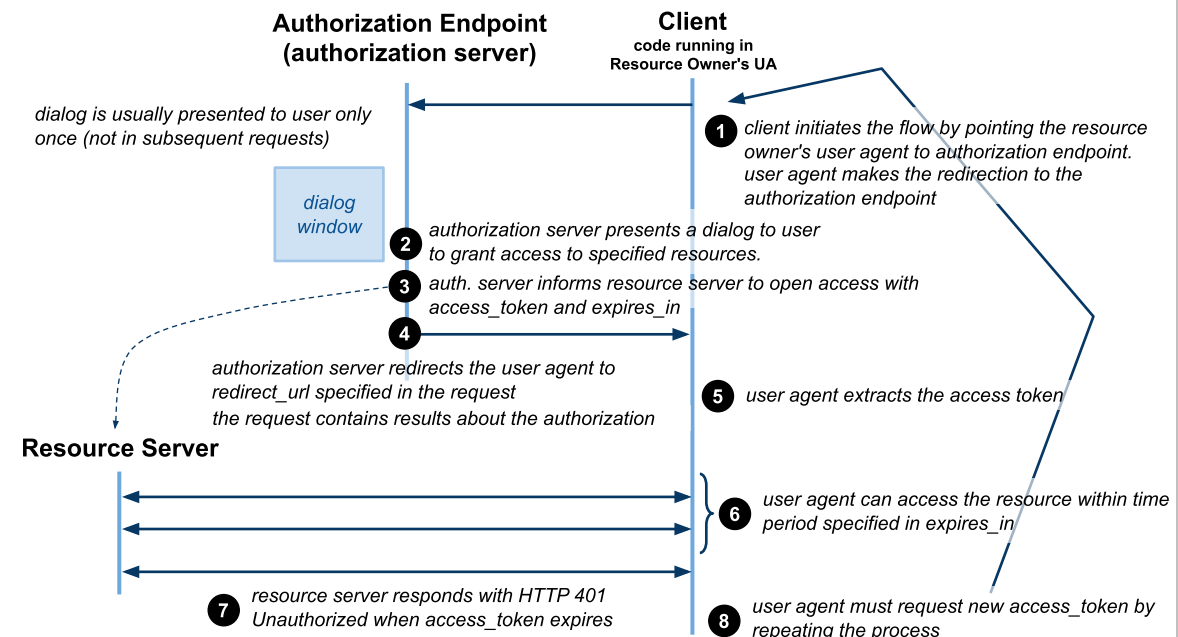 Authorization Endpoint
(authorization server)
Client
code running in
Resource Owner's UA
dialog is usually presented to user only
once (not in subsequent requests)
1
client initiates the flow by pointing the resource
owner's user agent to authorization endpoint.
user agent makes the redirection to the
authorization endpoint
dialog
window
2
authorization server presents a dialog to user
to grant access to specified resources.
3
auth. server informs resource server to open access with
access_token and expires_in
4
authorization server redirects the user agent to
redirect_url specified in the request
the request contains results about the authorization
5
user agent extracts the access token
Resource Server
6
user agent can access the resource within time
period specified in expires_in
7
resource server responds with HTTP 401
Unauthorized when access_token expires
8
user agent must request new access_token by
repeating the process